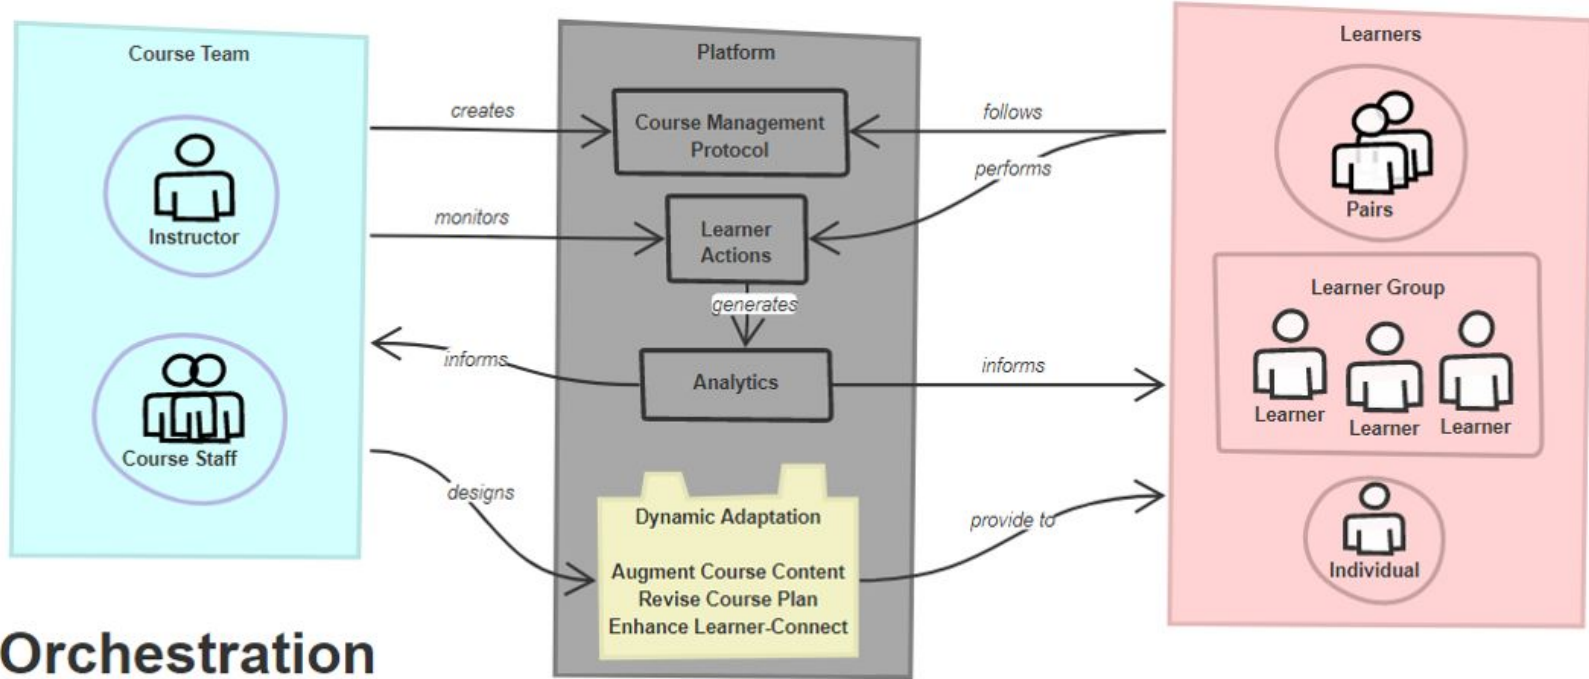 Course Team
Instructor
Course Staff
creates
monitors
informs
designs
Platform
Course Management
Protocol
Learner
Actions
generates
Analytics
Dynamic Adaptation
Augment Course Content
Revise Course Plan
Enhance Learner-Connect
follows
performs
informs
provide to
Learners
Pairs
Learner Group
Learner
Learner
Learner
Individual
Orchestration